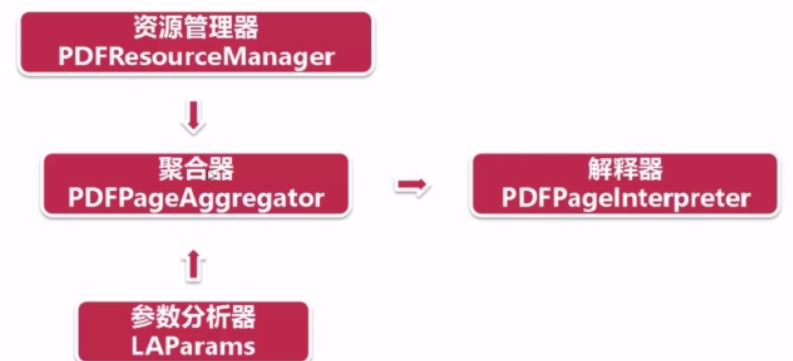 资源管理器
PDFResourceManager
聚合器
PDFPageAggregator
解释器
PDFPageInterpreter
参数分析器
LAParams